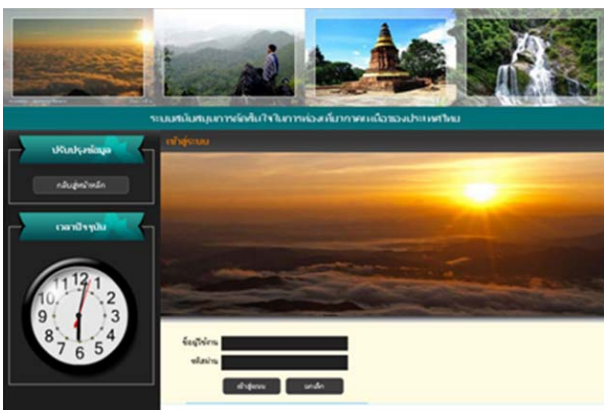 ระบบสนับสนุนการตัดสินใจในการท่องเที่ยวภาคเหนือของประเทศไทย
ปรับปรุงข้อมูล
เข้าสู่ระบบ
กลับสู่หน้าหลัก
เวลาปัจจุบัน
11 12 1
10 2
9 3
8 4
7 6 5
ชื่อผู้ใช้งาน
รหัสผ่าน
เข้าสู่ระบบ ยกเลิก